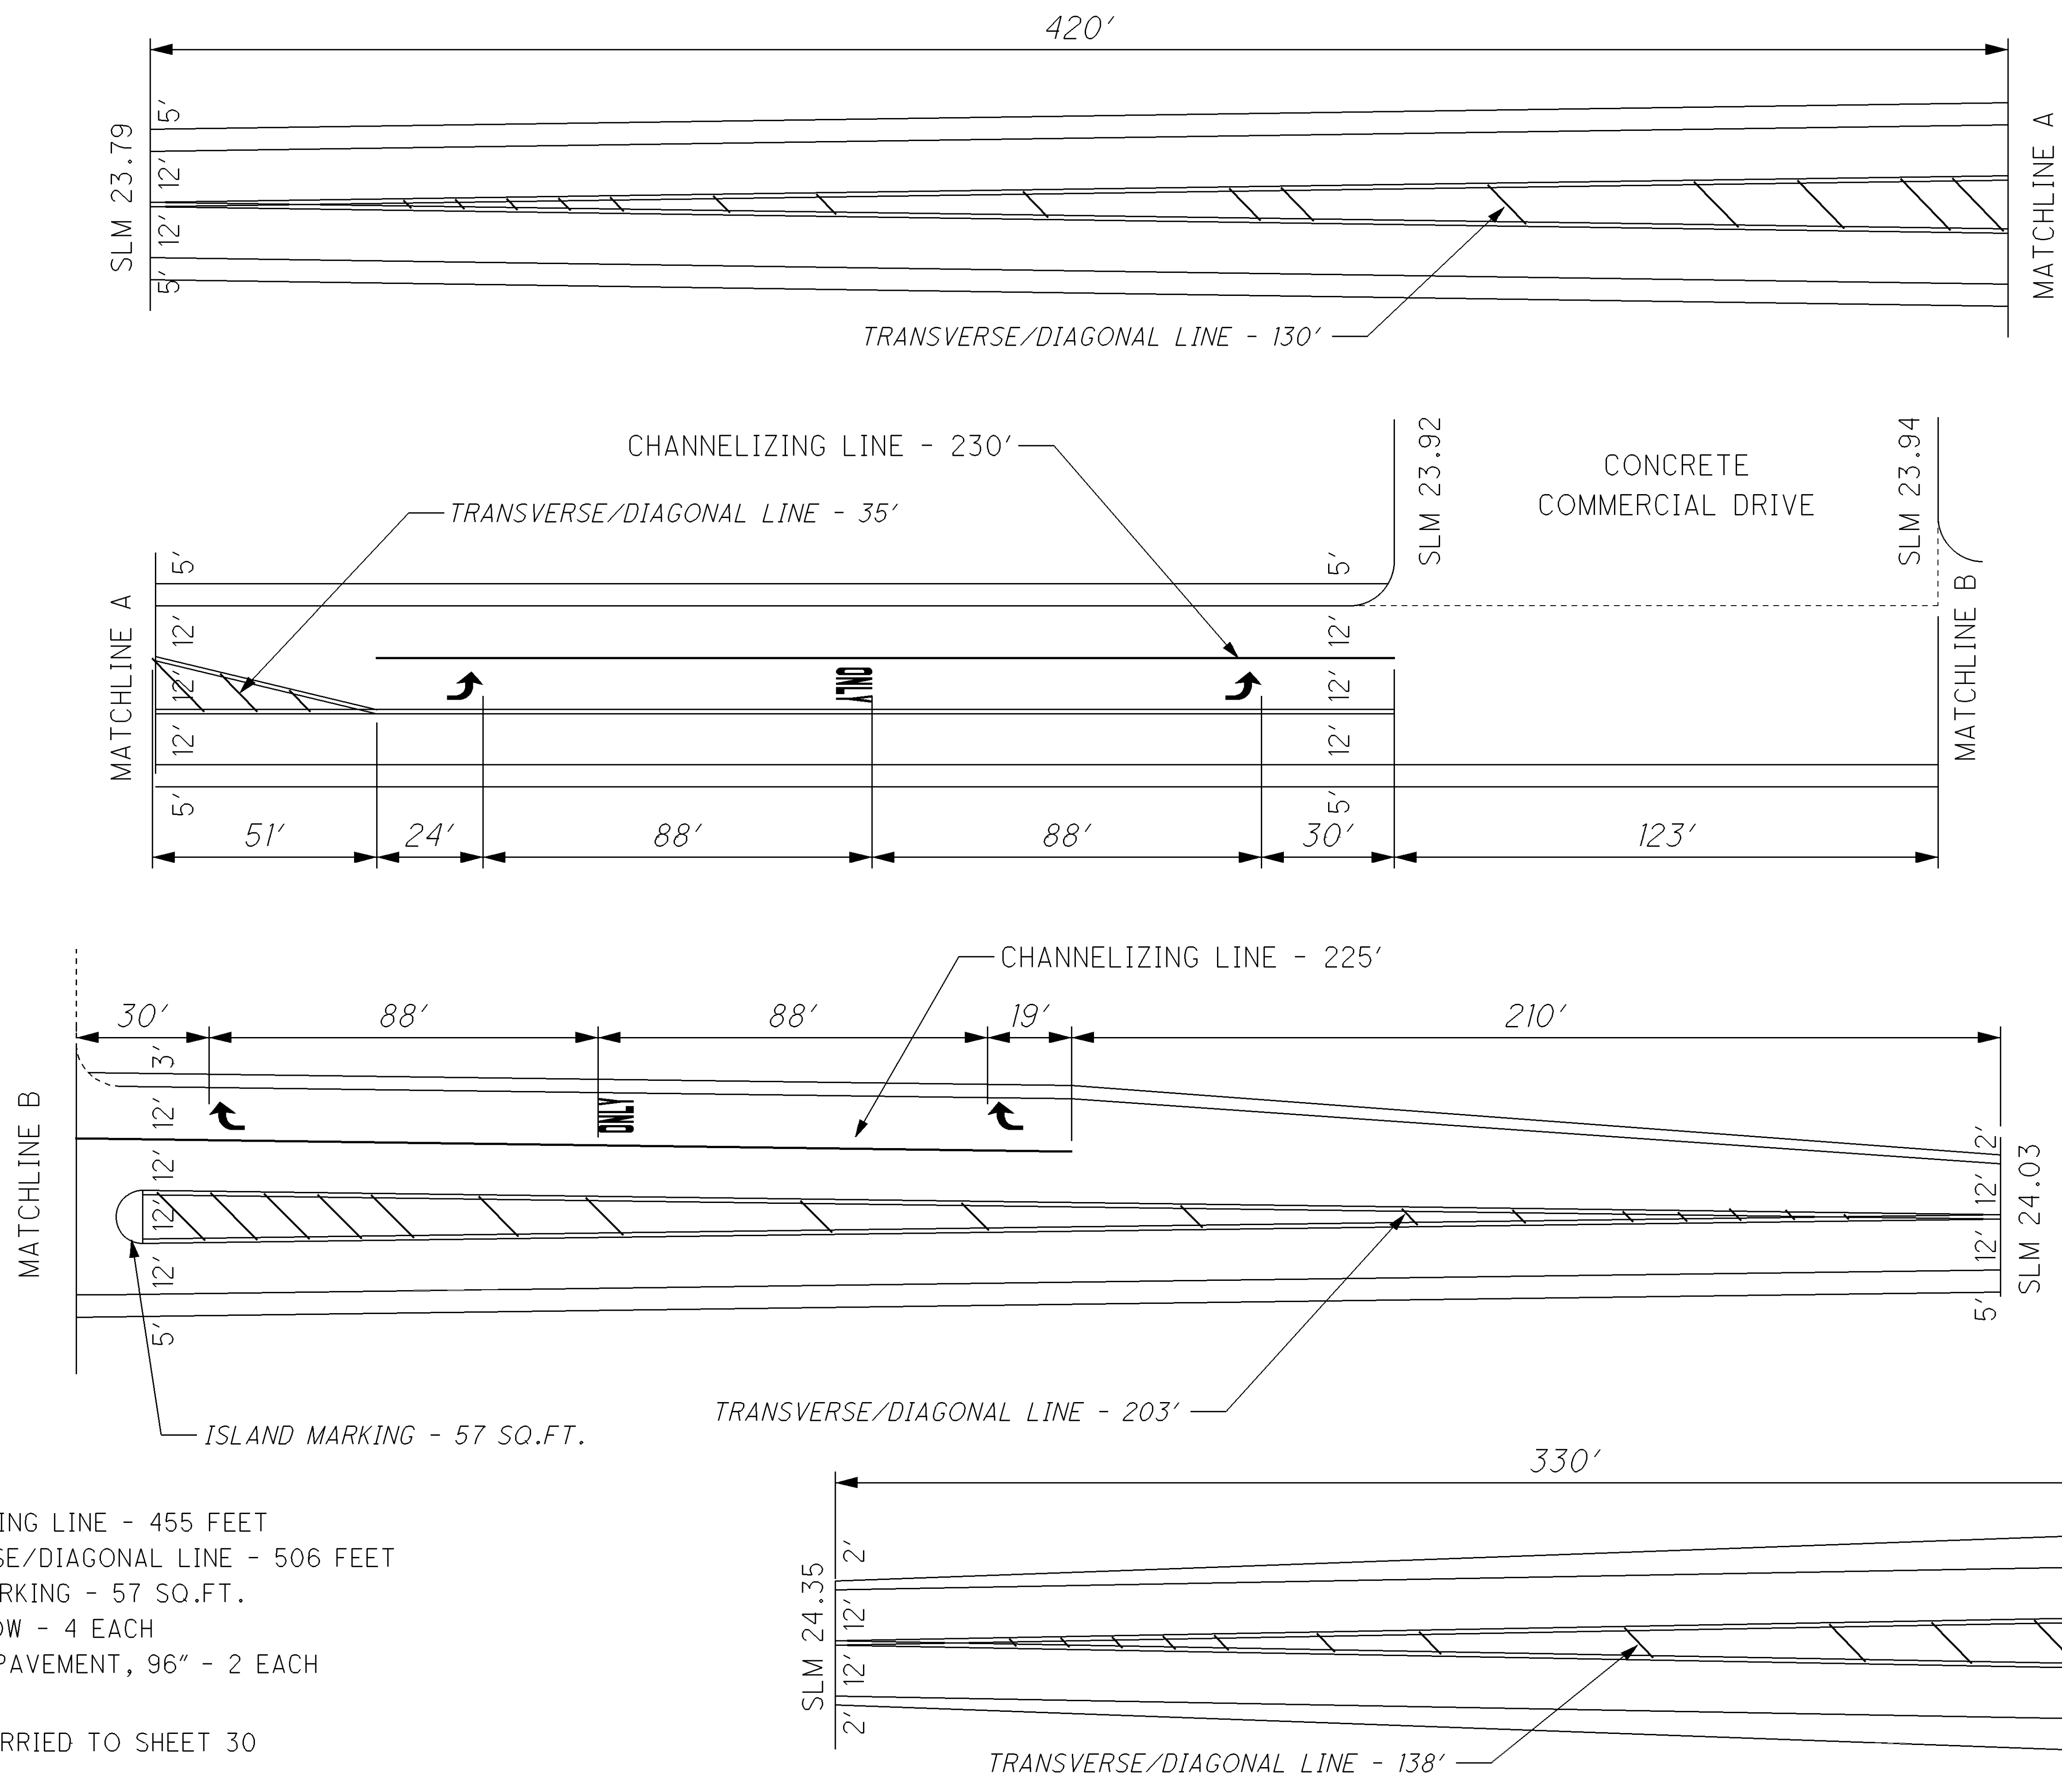 420′
SLM 23.79
5′
12′
12′
5′
MATCHLINE A
TRANSVERSE/DIAGONAL LINE - 130′
CHANNELIZING LINE - 230′
TRANSVERSE/DIAGONAL LINE - 35′
SLM 23.92
CONCRETE
COMMERCIAL DRIVE
SLM 23.94
MATCHLINE A
5′
12′
12′
12′
5′
ONLY
5′
12′
12′
12′
5′
MATCHLINE B
51′
24′
88′
88′
30′
123′
CHANNELIZING LINE - 225′
30′
88′
88′
19′
210′
MATCHLINE B
3′
12′
12′
12′
12′
5′
ONLY
2′
12′
12′
5′
SLM 24.03
TRANSVERSE/DIAGONAL LINE - 203′
ISLAND MARKING - 57 SQ.FT.
ING LINE - 455 FEET
SE/DIAGONAL LINE - 506 FEET
RKING - 57 SQ.FT.
OW - 4 EACH
PAVEMENT, 96″ - 2 EACH
RRIED TO SHEET 30
330′
SLM 24.35
2′
12′
12′
2′
TRANSVERSE/DIAGONAL LINE - 138′